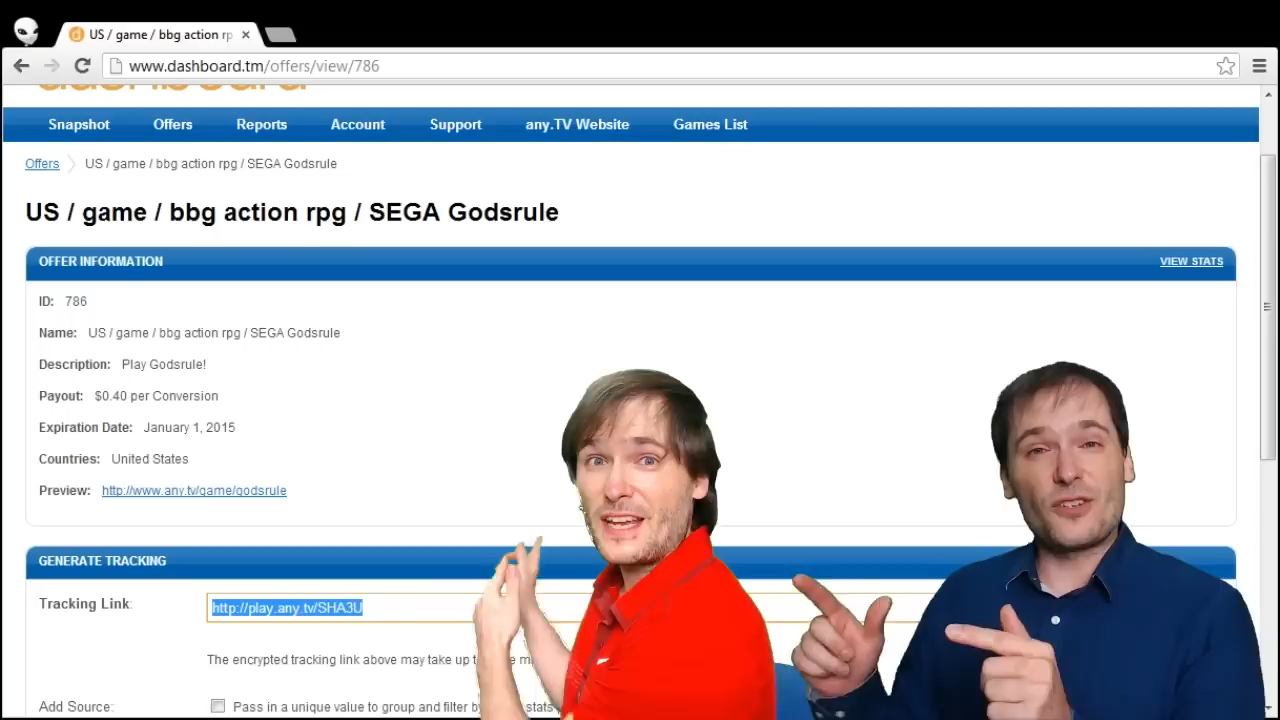 US / game / bbg action rp
www.dashboard.tm/offers/view/786
Snapshot Offers Reports Account Support any.TV Website Games List
Offers US / game / bbg action rpg / SEGA Godsrule
US / game / bbg action rpg / SEGA Godsrule
OFFER INFORMATION VIEW STATS
ID: 786
Name: US / game / bbg action rpg / SEGA Godsrule
Description: Play Godsrule!
Payout: $0.40 per Conversion
Expiration Date: January 1, 2015
Countries: United States
Preview: http://www.any.tv/game/godsrule
GENERATE TRACKING
Tracking Link: http://play.any.tv/SHA3U
The encrypted tracking link above may take up
Add Source: Pass in a unique value to group and filter stats